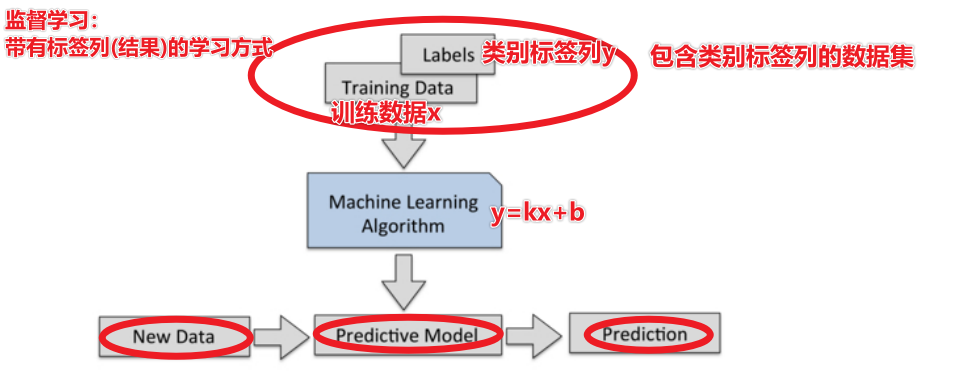 监督学习：
带有标签列(结果)的学习方式
Labels
类别标签列y
包含类别标签列的数据集
Training Data
训练数据x
Machine Learning
Algorithm
y=kx+b
New Data
Predictive Model
Prediction